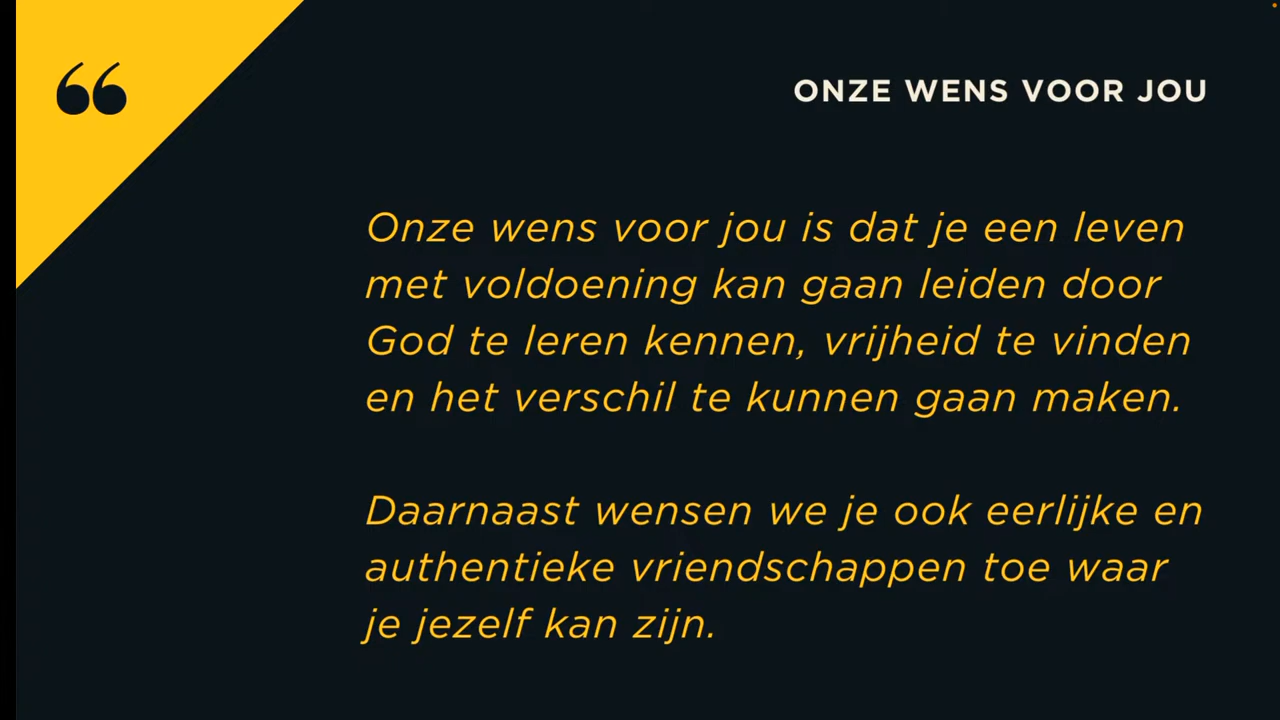 ONZE WENS VOOR JOU
Onze wens voor jou is dat je een leven
met voldoening kan gaan leiden door
God te leren kennen, vrijheid te vinden
en het verschil te kunnen gaan maken.
Daarnaast wensen we je ook eerlijke en
authentieke vriendschappen toe waar
je jezelf kan zijn.